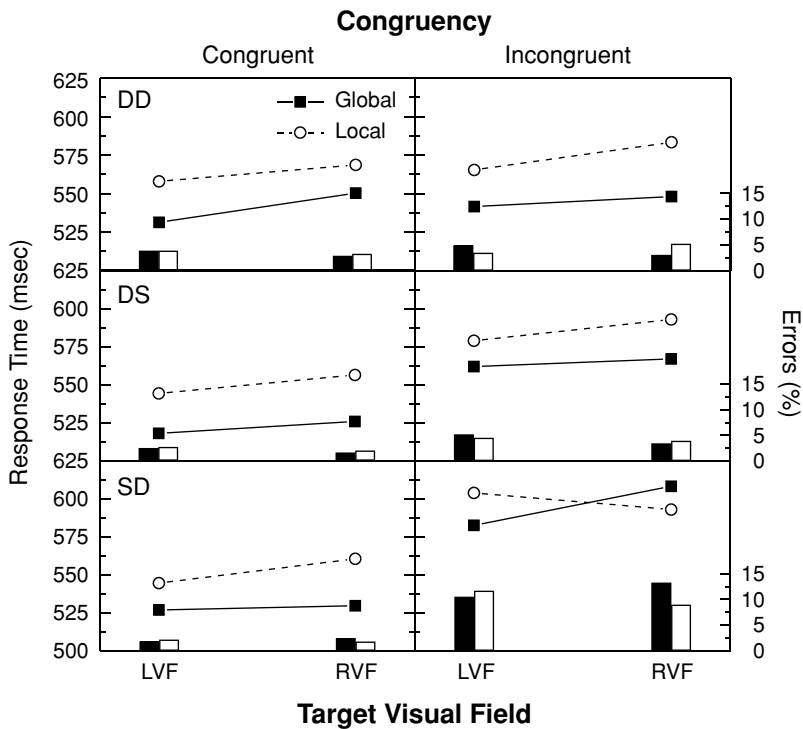 Congruency
Congruent Incongruent
625
DD
Global
Local
600
575
550
525
15
10
5
0
625
DS
600
575
550
525
15
10
5
0
625
SD
600
575
550
525
500
15
10
5
0
LVF RVF LVF RVF
Target Visual Field
Response Time (msec)
Errors (%)